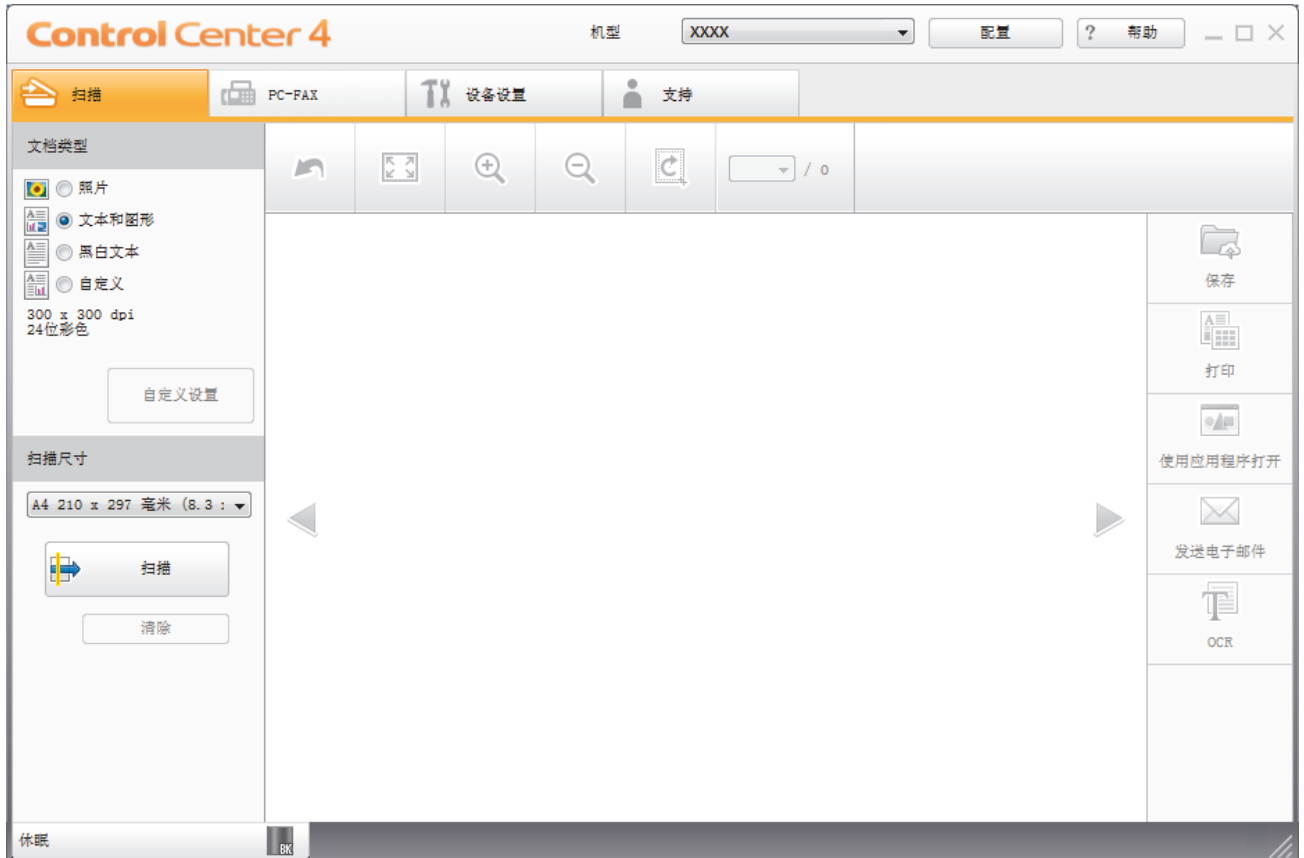 Control Center 4
机型
XXXX
配置
? 帮助
扫描
PC-FAX
设备设置
支持
文档类型
照片
文本和图形
黑白文本
自定义
300 x 300 dpi
24位彩色
自定义设置
扫描尺寸
A4 210 x 297 毫米 (8.3 :
扫描
清除
/ 0
保存
打印
使用应用程序打开
发送电子邮件
OCR
休眠
BK